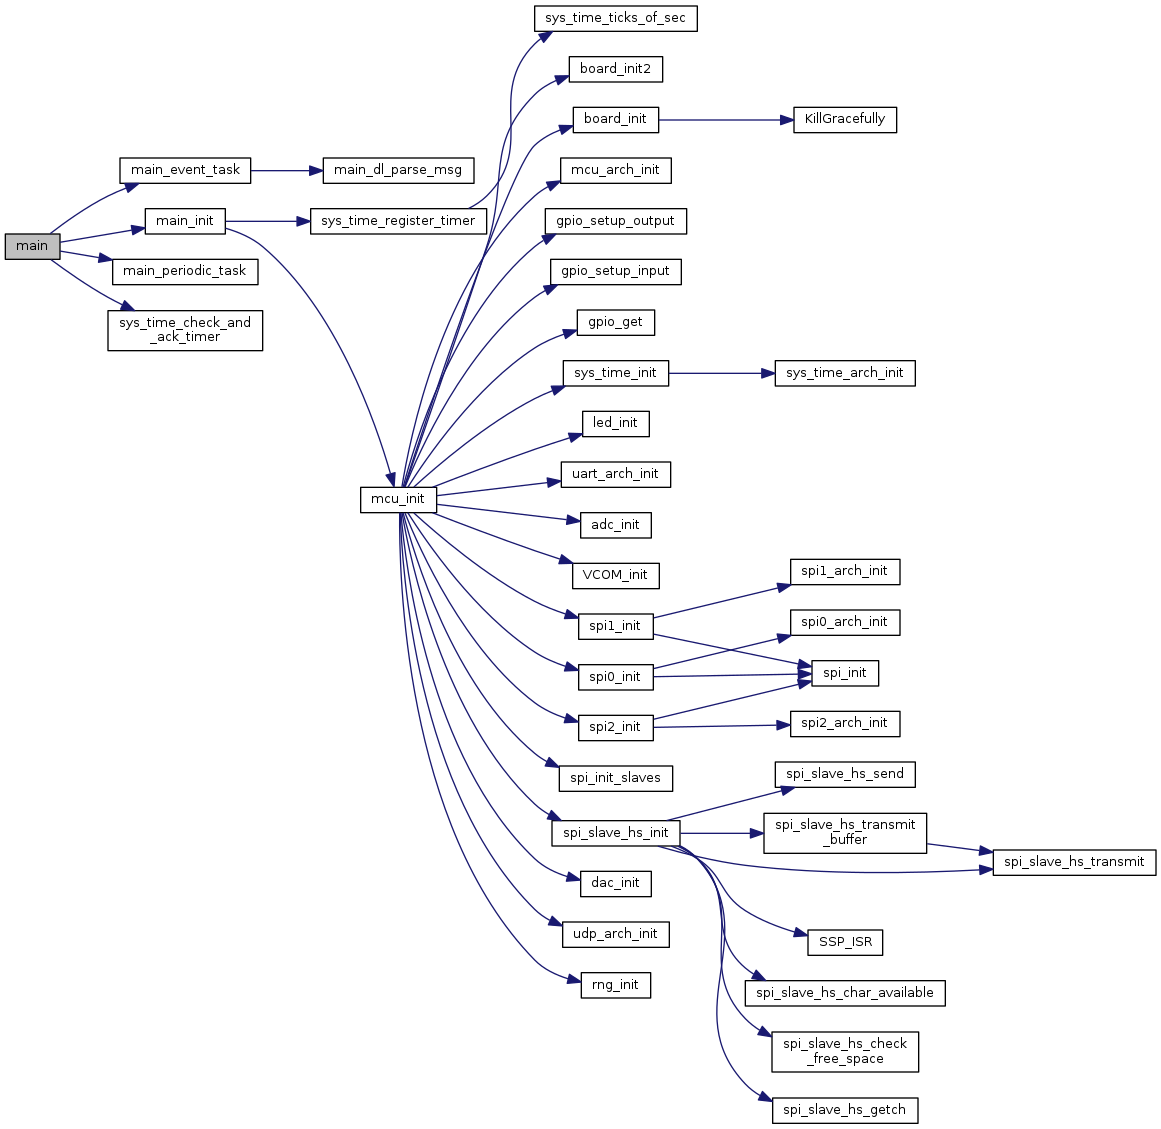 main
main_event_task
main_init
main_periodic_task
sys_time_check_and
_ack_timer
main_dl_parse_msg
sys_time_register_timer
mcu_init
sys_time_ticks_of_sec
board_init2
board_init
mcu_arch_init
gpio_setup_output
gpio_setup_input
gpio_get
sys_time_init
led_init
uart_arch_init
adc_init
VCOM_init
spi1_init
spi0_init
spi2_init
spi_init_slaves
spi_slave_hs_init
dac_init
udp_arch_init
rng_init
KillGracefully
sys_time_arch_init
spi1_arch_init
spi0_arch_init
spi_init
spi2_arch_init
spi_slave_hs_send
spi_slave_hs_transmit
_buffer
SSP_ISR
spi_slave_hs_char_available
spi_slave_hs_check
_free_space
spi_slave_hs_getch
spi_slave_hs_transmit